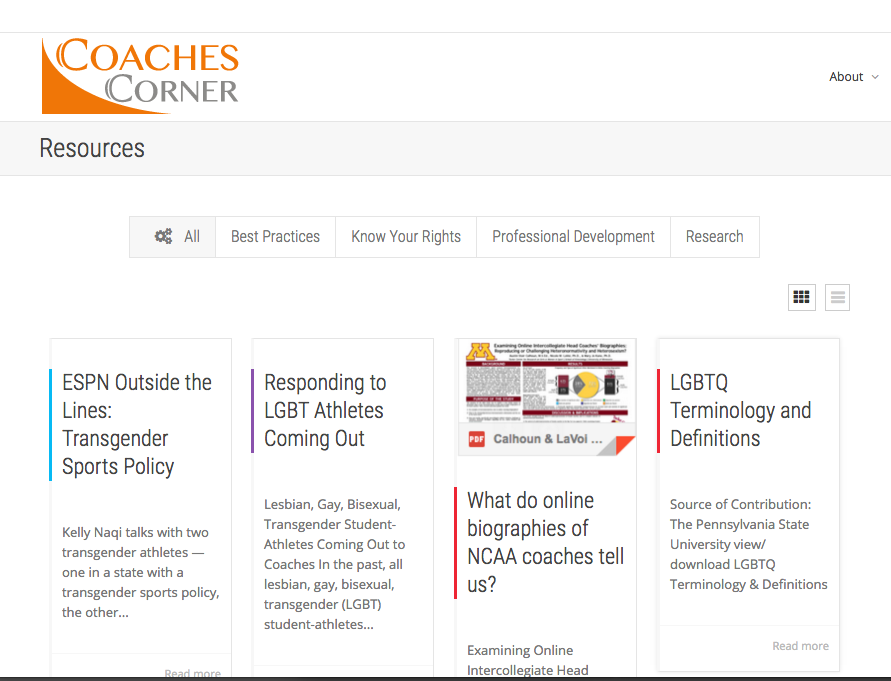 COACHES
CORNER
About
Resources
All
Best Practices
Know Your Rights
Professional Development
Research
ESPN Outside the
Lines:
Transgender
Sports Policy
Kelly Naqi talks with two
transgender athletes —
one in a state with a
transgender sports policy,
the other...
Read more
Responding to
LGBT Athletes
Coming Out
Lesbian, Gay, Bisexual,
Transgender Student-
Athletes Coming Out to
Coaches In the past, all
lesbian, gay, bisexual,
transgender (LGBT)
student-athletes...
Examining Online Intercollegiate Head Coaches' Biographies:
Reproducing or Challenging Heteronormativity and Heterosexism?
PDF
Calhoun & LaVoi ...
What do online
biographies of
NCAA coaches tell
us?
Examining Online
Intercollegiate Head
LGBTQ
Terminology and
Definitions
Source of Contribution:
The Pennsylvania State
University view/
download LGBTQ
Terminology & Definitions
Read more